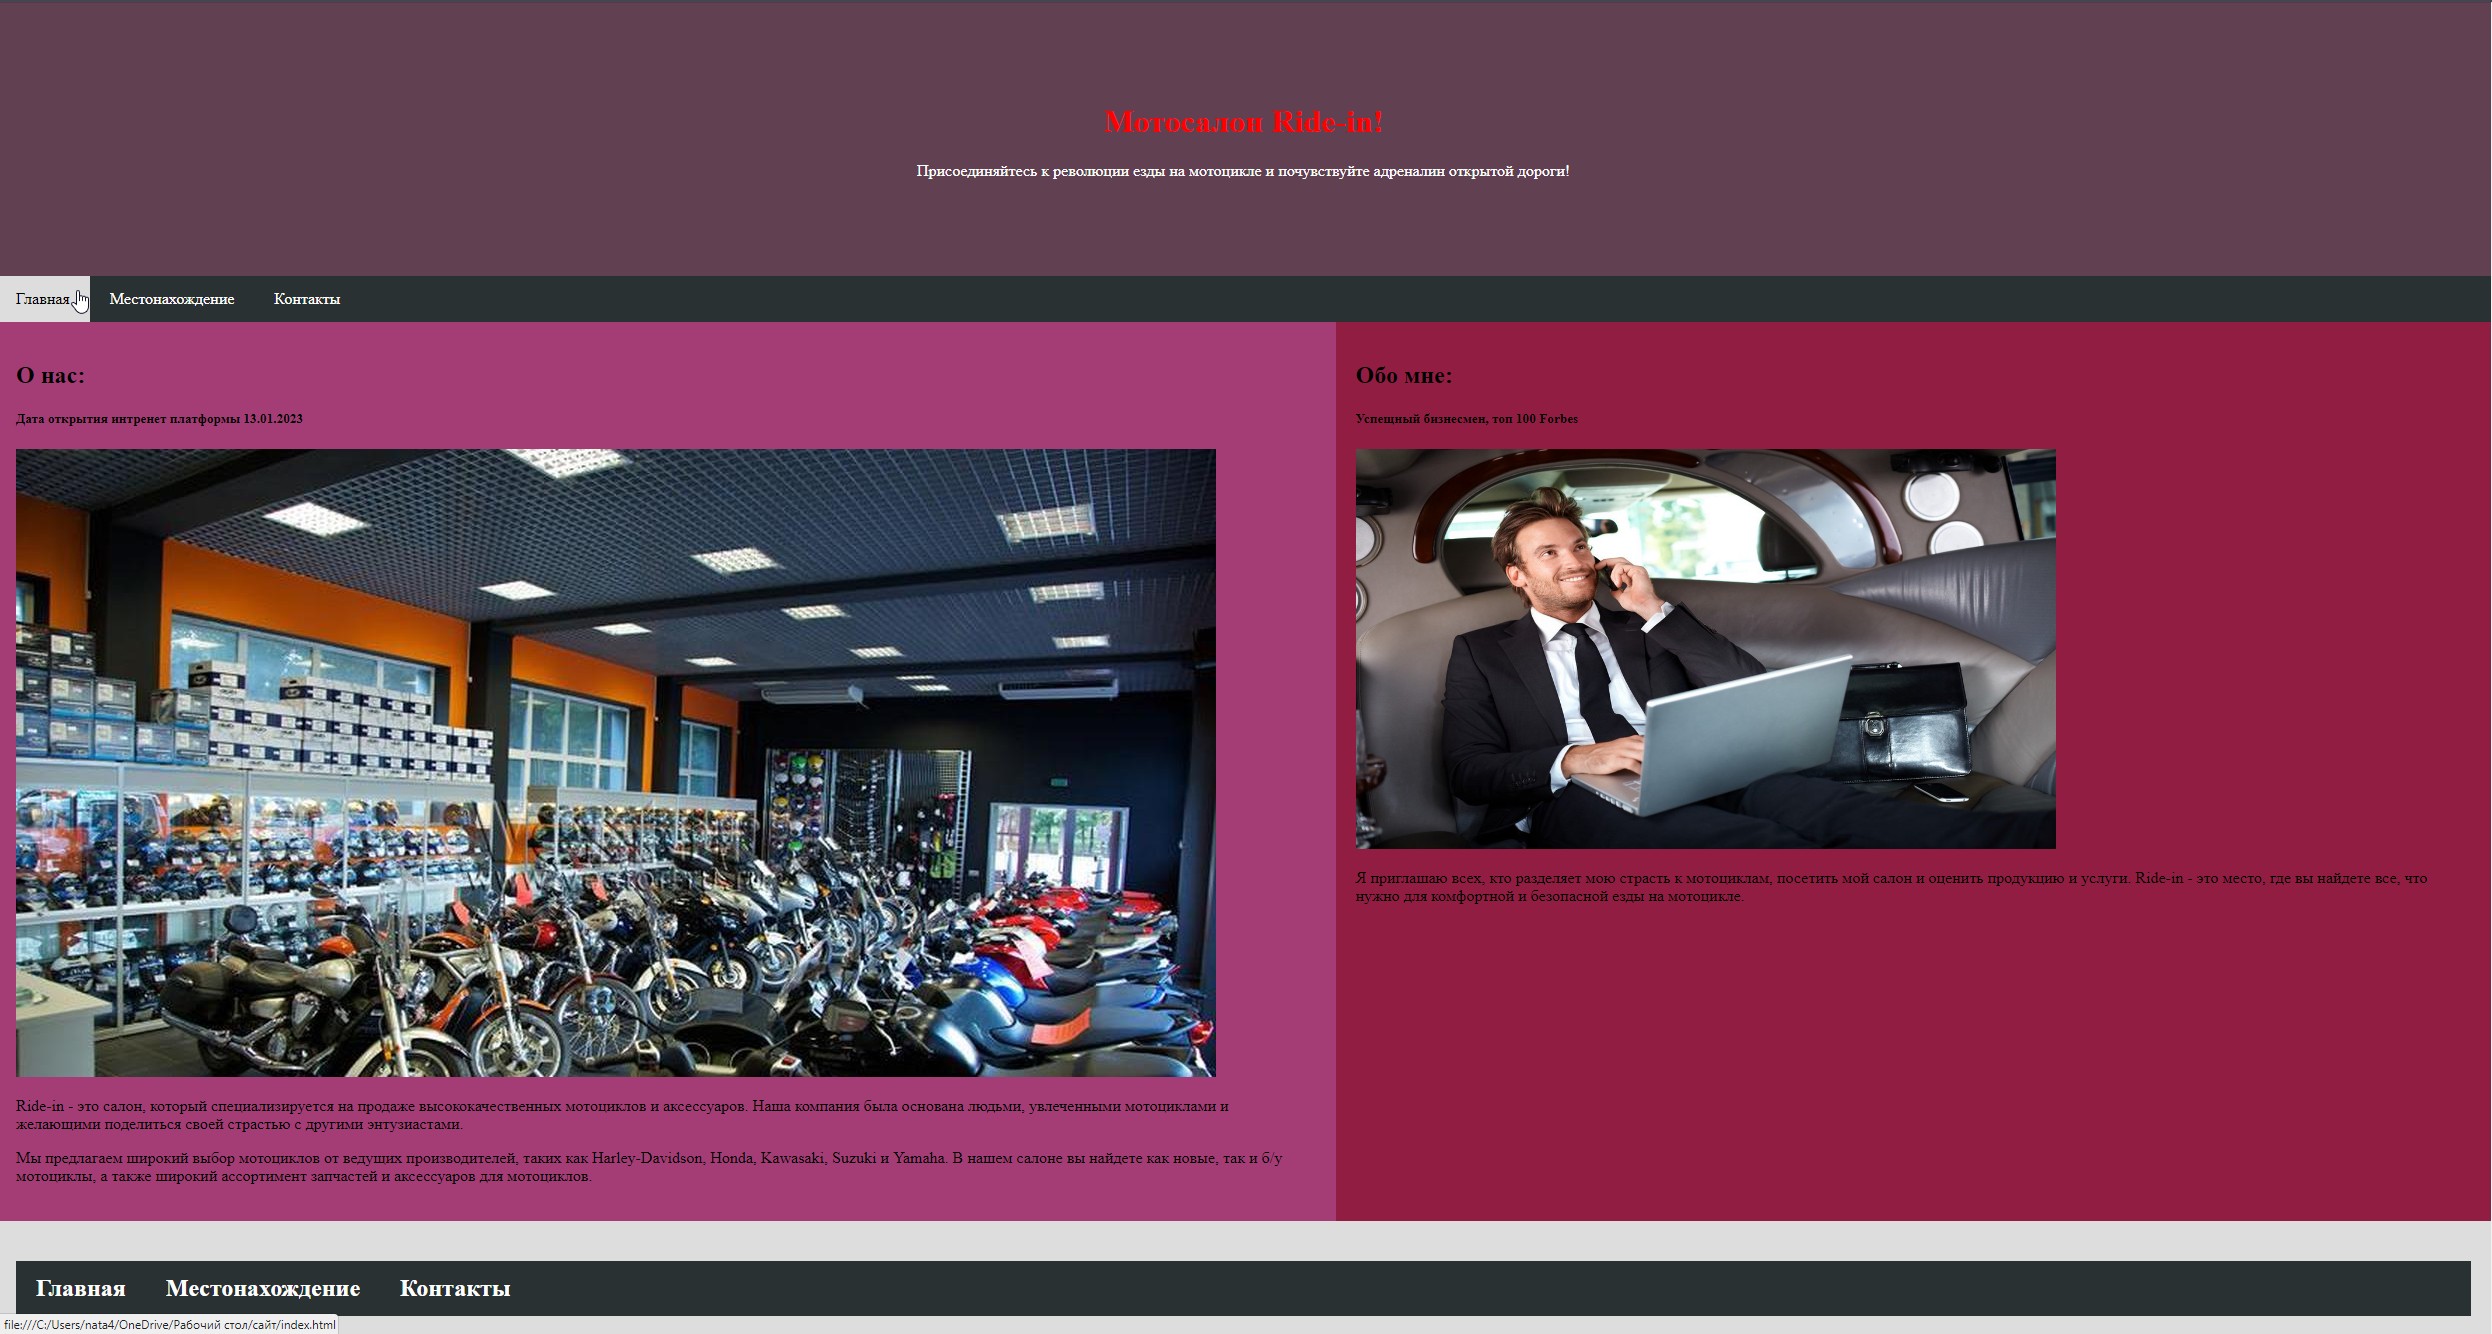 Мотосалон Ride-in!
Присоединяйтесь к революции езды на мотоцикле и почувствуйте адреналин открытой дороги!
Главная Местонахождение Контакты
О нас:
Дата открытия интренет платформы 13.01.2023
Ride-in - это салон, который специализируется на продаже высококачественных мотоциклов и аксессуаров. Наша компания была основана людьми, увлеченными мотоциклами и
желающими поделиться своей страстью с другими энтузиастами.
Мы предлагаем широкий выбор мотоциклов от ведущих производителей, таких как Harley-Davidson, Honda, Kawasaki, Suzuki и Yamaha. В нашем салоне вы найдете как новые, так и б/у
мотоциклы, а также широкий ассортимент запчастей и аксессуаров для мотоциклов.
Обо мне:
Успещный бизнесмен, топ 100 Forbes
Я приглашаю всех, кто разделяет мою страсть к мотоциклам, посетить мой салон и оценить продукцию и услуги. Ride-in - это место, где вы найдете все, что
нужно для комфортной и безопасной езды на мотоцикле.
Главная Местонахождение Контакты
file:///C:/Users/nata4/OneDrive/Рабочий стол/сайт/index.html